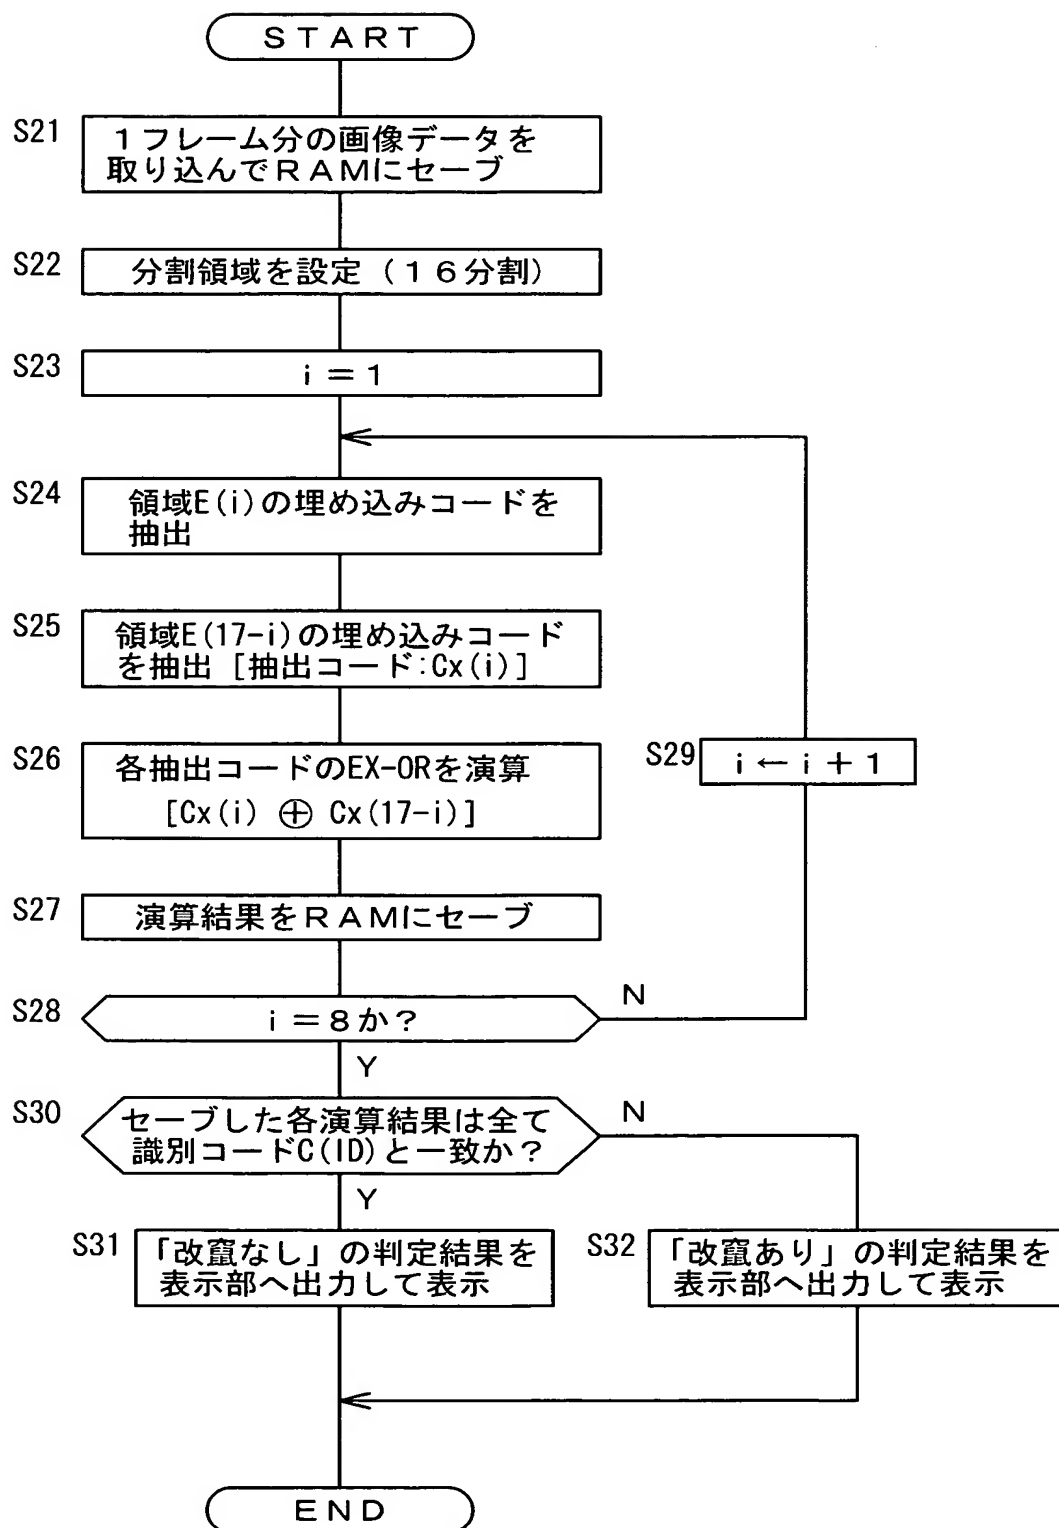 START
S21
1フレーム分の画像データを
取り込んでRAMにセーブ
S22
分割領域を設定(16分割)
S23
i=1
S24
領域E(i)の埋め込みコードを
抽出
S25
領域E(17-i)の埋め込みコード
を抽出 [抽出コード:Cx(i)]
S26
各抽出コードのEX-ORを演算
[Cx(i) ⊕ Cx(17-i)]
S29
i←i+1
S27
演算結果をRAMにセーブ
S28
i=8か?
N
Y
S30
セーブした各演算結果は全て
識別コードC(ID)と一致か?
N
Y
S31
「改竄なし」の判定結果を
表示部へ出力して表示
S32
「改竄あり」の判定結果を
表示部へ出力して表示
END